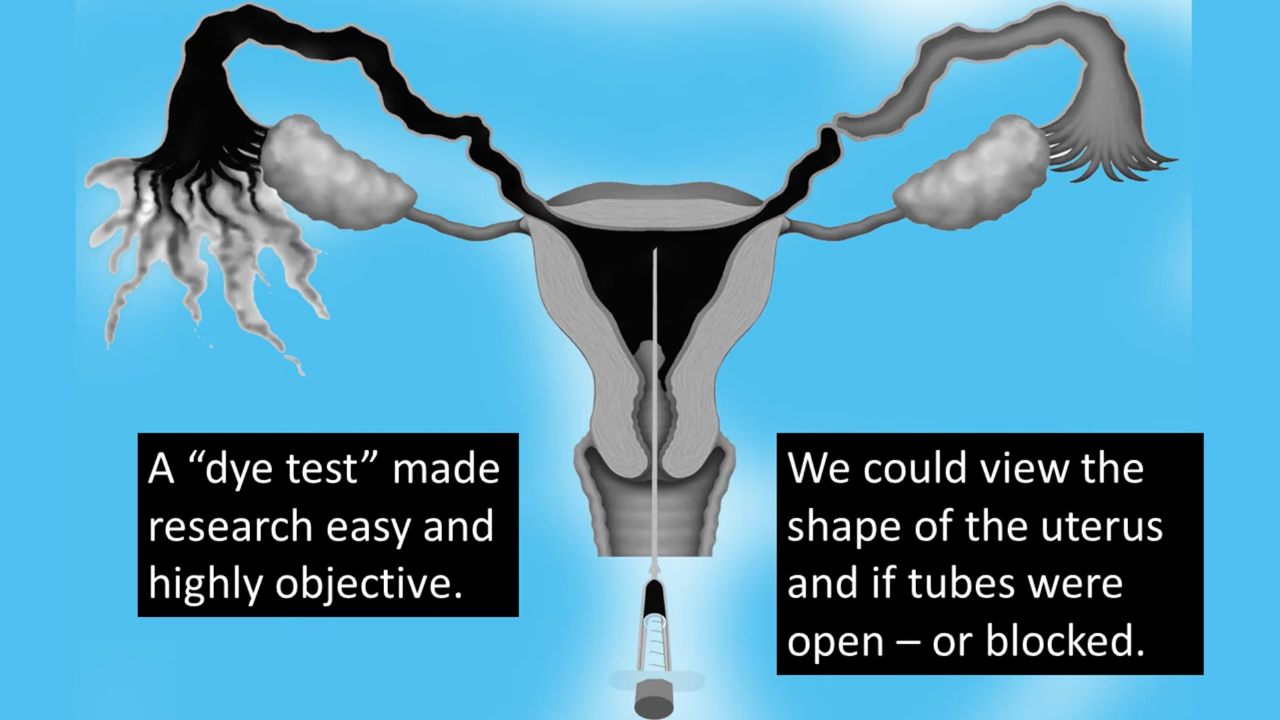 A “dye test” made
research easy and
highly objective.
We could view the
shape of the uterus
and if tubes were
open – or blocked.